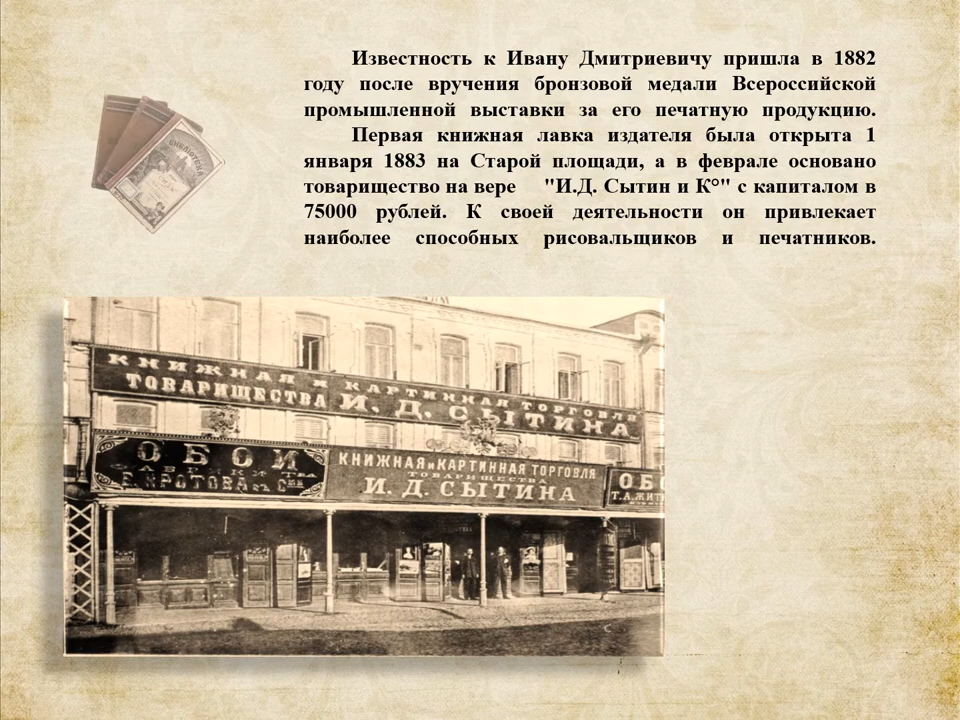 Известность к Ивану Дмитриевичу пришла в 1882
году после вручения бронзовой медали Всероссийской
промышленной выставки за его печатную продукцию.
Первая книжная лавка издателя была открыта 1
января 1883 на Старой площади, а в феврале основано
товарищество на вере "И.Д. Сытин и К°" с капиталом в
75000 рублей. К своей деятельности он привлекает
наиболее способных рисовальщиков и печатников.
БИБЛИОТЕКА
КНИЖНАЯ И КАРТИННАЯ ТОРГОВЛЯ
ТОВАРИЩЕСТВА И. Д. СЫТИНА
ОБОИ
КНИЖНАЯ И КАРТИННАЯ ТОРГОВЛЯ
ТОВАРИЩЕСТВА
И. Д. СЫТИНА
ОБО
Т.А.ЖИТ